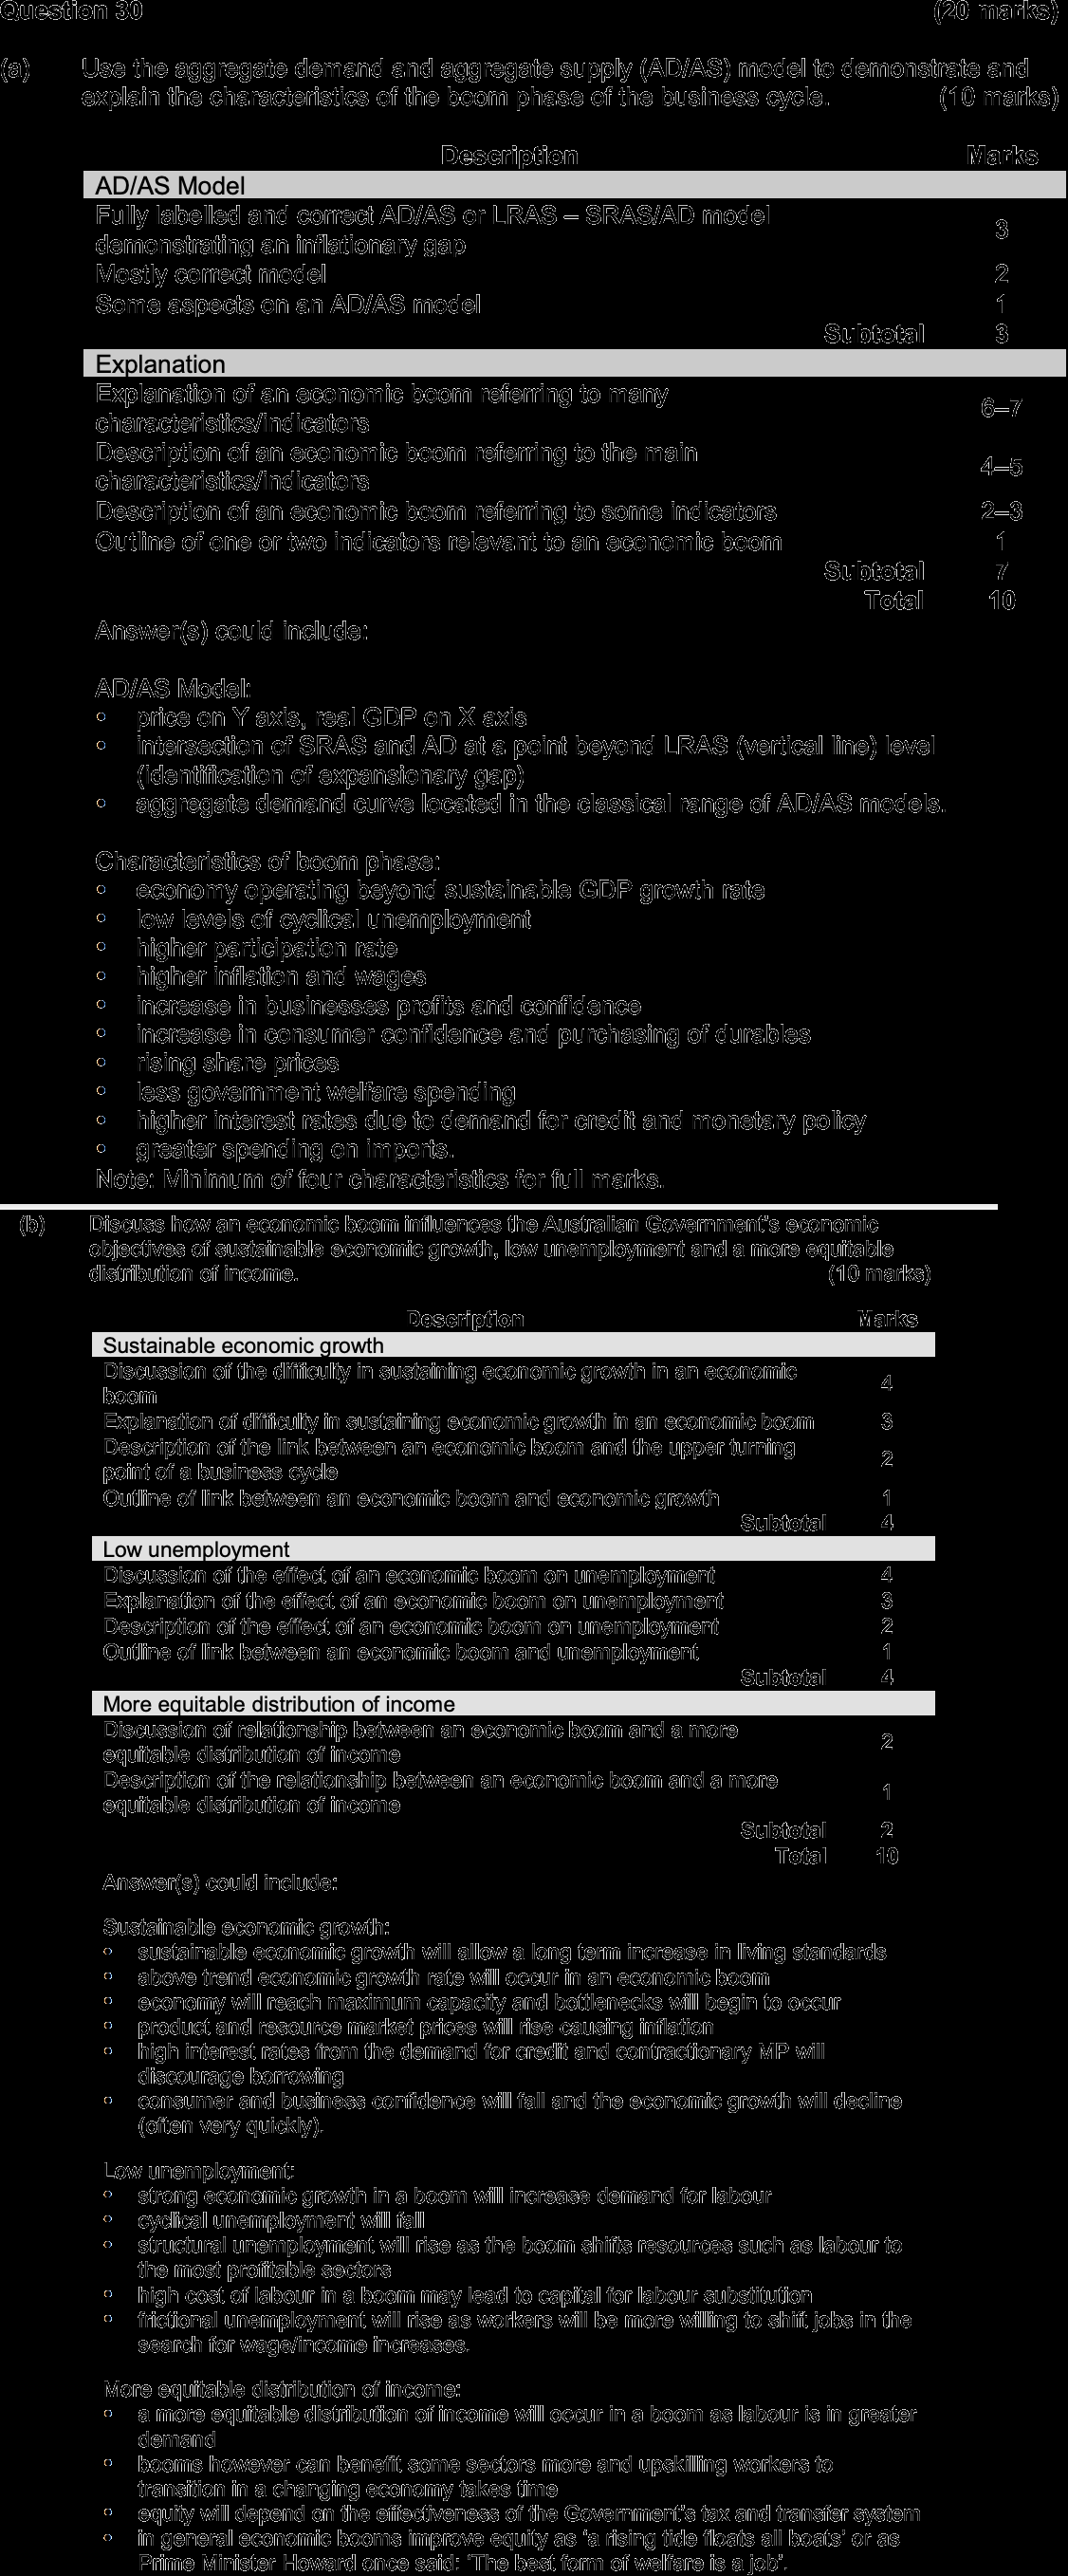 Question 30 (20 marks)
(a) Use the aggregate demand and aggregate supply (AD/AS) model to demonstrate and
explain the characteristics of the boom phase of the business cycle. (10 marks)
Description Marks
AD/AS Model
Fully labelled and correct AD/AS or LRAS – SRAS/AD model
demonstrating an inflationary gap 3
Mostly correct model 2
Some aspects on an AD/AS model 1
Subtotal 3
Explanation
Explanation of an economic boom referring to many
characteristics/indicators 6–7
Description of an economic boom referring to the main
characteristics/indicators 4–5
Description of an economic boom referring to some indicators 2–3
Outline of one or two indicators relevant to an economic boom 1
Subtotal 7
Total 10
Answer(s) could include:
AD/AS Model:
• price on Y axis, real GDP on X axis
• intersection of SRAS and AD at a point beyond LRAS (vertical line) level
(identification of expansionary gap)
• aggregate demand curve located in the classical range of AD/AS models.
Characteristics of boom phase:
• economy operating beyond sustainable GDP growth rate
• low levels of cyclical unemployment
• higher participation rate
• higher inflation and wages
• increase in businesses profits and confidence
• increase in consumer confidence and purchasing of durables
• rising share prices
• less government welfare spending
• higher interest rates due to demand for credit and monetary policy
• greater spending on imports.
Note: Minimum of four characteristics for full marks.
(b) Discuss how an economic boom influences the Australian Government's economic
objectives of sustainable economic growth, low unemployment and a more equitable
distribution of income. (10 marks)
Description Marks
Sustainable economic growth
Discussion of the difficulty in sustaining economic growth in an economic
boom 4
Explanation of difficulty in sustaining economic growth in an economic boom 3
Description of the link between an economic boom and the upper turning
point of a business cycle 2
Outline of link between an economic boom and economic growth 1
Subtotal 4
Low unemployment
Discussion of the effect of an economic boom on unemployment 4
Explanation of the effect of an economic boom on unemployment 3
Description of the effect of an economic boom on unemployment 2
Outline of link between an economic boom and unemployment 1
Subtotal 4
More equitable distribution of income
Discussion of relationship between an economic boom and a more
equitable distribution of income 2
Description of the relationship between an economic boom and a more
equitable distribution of income 1
Subtotal 2
Total 10
Answer(s) could include:
Sustainable economic growth:
• sustainable economic growth will allow a long term increase in living standards
• above trend economic growth rate will occur in an economic boom
• economy will reach maximum capacity and bottlenecks will begin to occur
• product and resource market prices will rise causing inflation
• high interest rates from the demand for credit and contractionary MP will
discourage borrowing
• consumer and business confidence will fall and the economic growth will decline
(often very quickly).
Low unemployment:
• strong economic growth in a boom will increase demand for labour
• cyclical unemployment will fall
• structural unemployment will rise as the boom shifts resources such as labour to
the most profitable sectors
• high cost of labour in a boom may lead to capital for labour substitution
• frictional unemployment will rise as workers will be more willing to shift jobs in the
search for wage/income increases.
More equitable distribution of income:
• a more equitable distribution of income will occur in a boom as labour is in greater
demand
• booms however can benefit some sectors more and upskilling workers to
transition in a changing economy takes time
• equity will depend on the effectiveness of the Government's tax and transfer system
• in general economic booms improve equity as 'a rising tide floats all boats' or as
Prime Minister Howard once said: 'The best form of welfare is a job'.